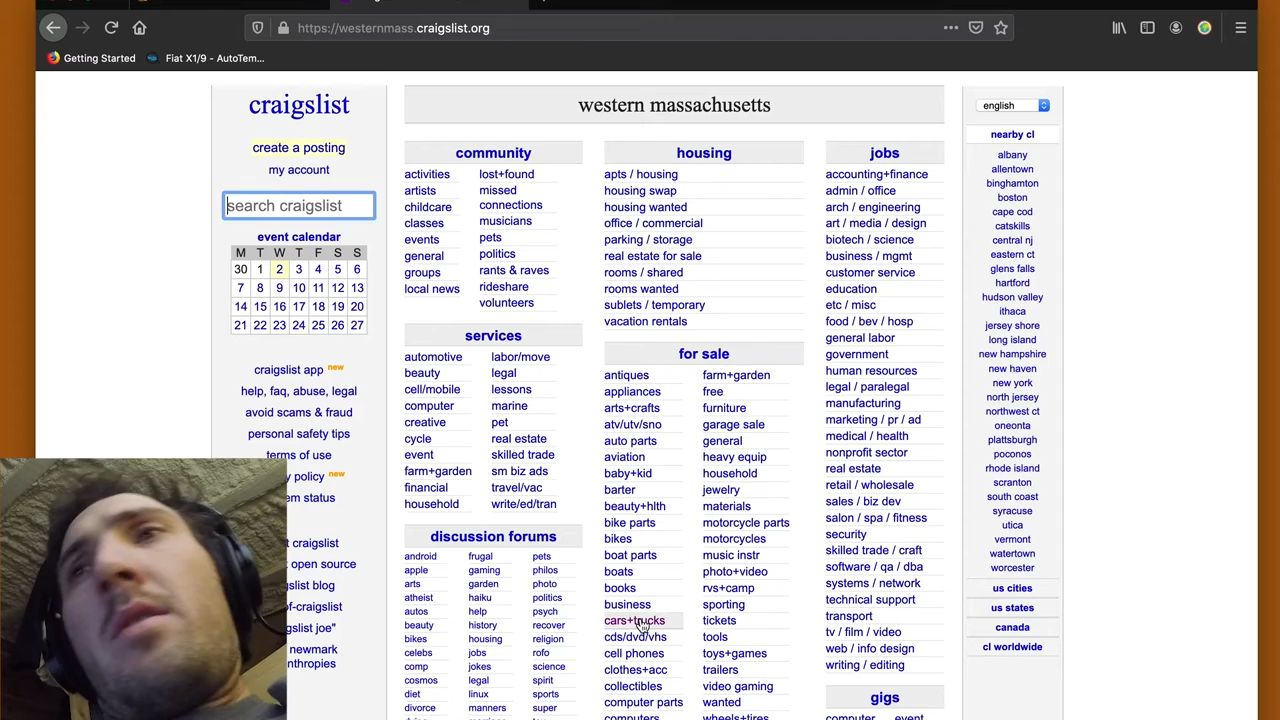 https://westernmass.craigslist.org
Getting Started
Fiat X1/9 - AutoTem...
craigslist
create a posting
my account
search craigslist
event calendar
M T W T F S S
30 1 2 3 4 5 6
7 8 9 10 11 12 13
14 15 16 17 18 19 20
21 22 23 24 25 26 27
craigslist app new
help, faq, abuse, legal
avoid scams & fraud
personal safety tips
terms of use
policy new
status
craigslist
open source
blog
of-craigslist
joe"
newmark
western massachusetts
community
activities
artists
childcare
classes
events
general
groups
local news
lost+found
missed
connections
musicians
pets
politics
rants & raves
rideshare
volunteers
services
automotive
beauty
cell/mobile
computer
creative
cycle
event
farm+garden
financial
household
labor/move
legal
lessons
marine
pet
real estate
skilled trade
sm biz ads
travel/vac
write/ed/tran
discussion forums
android
apple
arts
atheist
autos
beauty
bikes
celebs
comp
cosmos
diet
divorce
frugal
gaming
garden
haiku
help
history
housing
jobs
jokes
legal
linux
manners
pets
philos
photo
politics
psych
recover
religion
rofo
science
spirit
sports
super
housing
apts / housing
housing swap
housing wanted
office / commercial
parking / storage
real estate for sale
rooms / shared
rooms wanted
sublets / temporary
vacation rentals
for sale
antiques
appliances
arts+crafts
atv/utv/sno
auto parts
aviation
baby+kid
barter
beauty+hlth
bike parts
bikes
boat parts
boats
books
business
cars+trucks
cds/dvd/vhs
cell phones
clothes+acc
collectibles
computer parts
computers
farm+garden
free
furniture
garage sale
general
heavy equip
household
jewelry
materials
motorcycle parts
motorcycles
music instr
photo+video
rvs+camp
sporting
tickets
tools
toys+games
trailers
video gaming
wanted
wheels+tires
jobs
accounting+finance
admin / office
arch / engineering
art / media / design
biotech / science
business / mgmt
customer service
education
etc / misc
food / bev / hosp
general labor
government
human resources
legal / paralegal
manufacturing
marketing / pr / ad
medical / health
nonprofit sector
real estate
retail / wholesale
sales / biz dev
salon / spa / fitness
security
skilled trade / craft
software / qa / dba
systems / network
technical support
transport
tv / film / video
web / info design
writing / editing
gigs
computer
event
english
nearby cl
albany
allentown
binghamton
boston
cape cod
catskills
central nj
eastern ct
glens falls
hartford
hudson valley
ithaca
jersey shore
long island
new hampshire
new haven
new york
north jersey
northwest ct
oneonta
plattsburgh
poconos
rhode island
scranton
south coast
syracuse
utica
vermont
watertown
worcester
us cities
us states
canada
cl worldwide